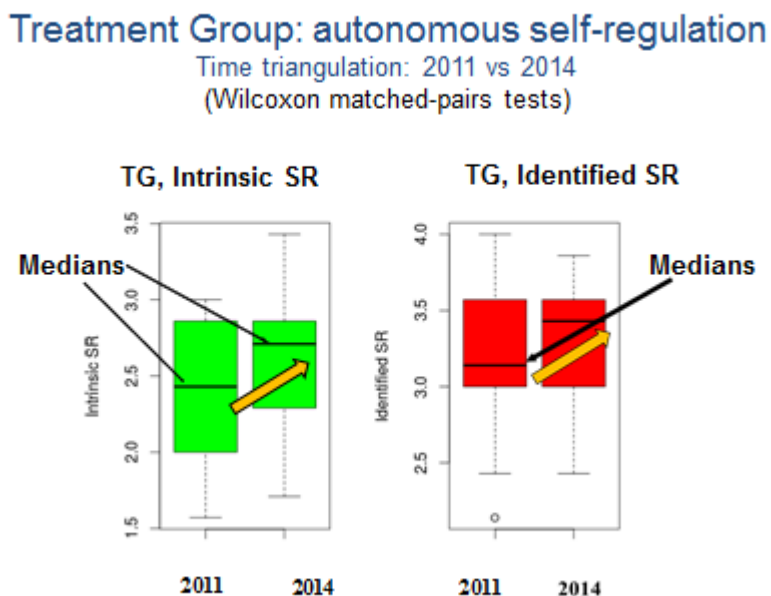 Treatment Group: autonomous self-regulation
Time triangulation: 2011 vs 2014
(Wilcoxon matched-pairs tests)
TG, Intrinsic SR
TG, Identified SR
Medians
Medians
Intrinsic SR
3.5
3.0
2.5
2.0
1.5
Identified SR
4.0
3.5
3.0
2.5
2011
2014
2011
2014